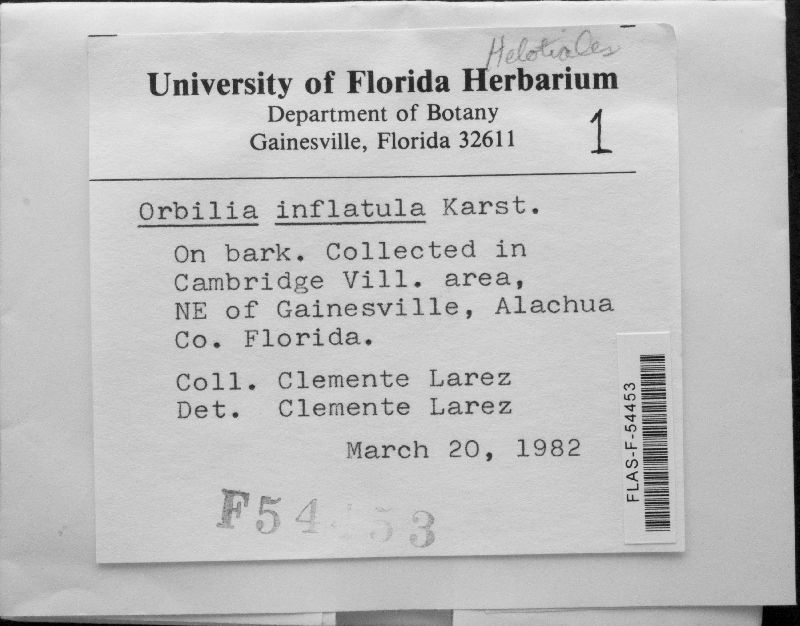 Helotiales
University of Florida Herbarium
Department of Botany
Gainesville, Florida 32611
1
Orbilia inflatula Karst.
On bark. Collected in
Cambridge Vill. area,
NE of Gainesville, Alachua
Co. Florida.
Coll. Clemente Larez
Det. Clemente Larez
March 20, 1982
F54453
FLAS-F-54453